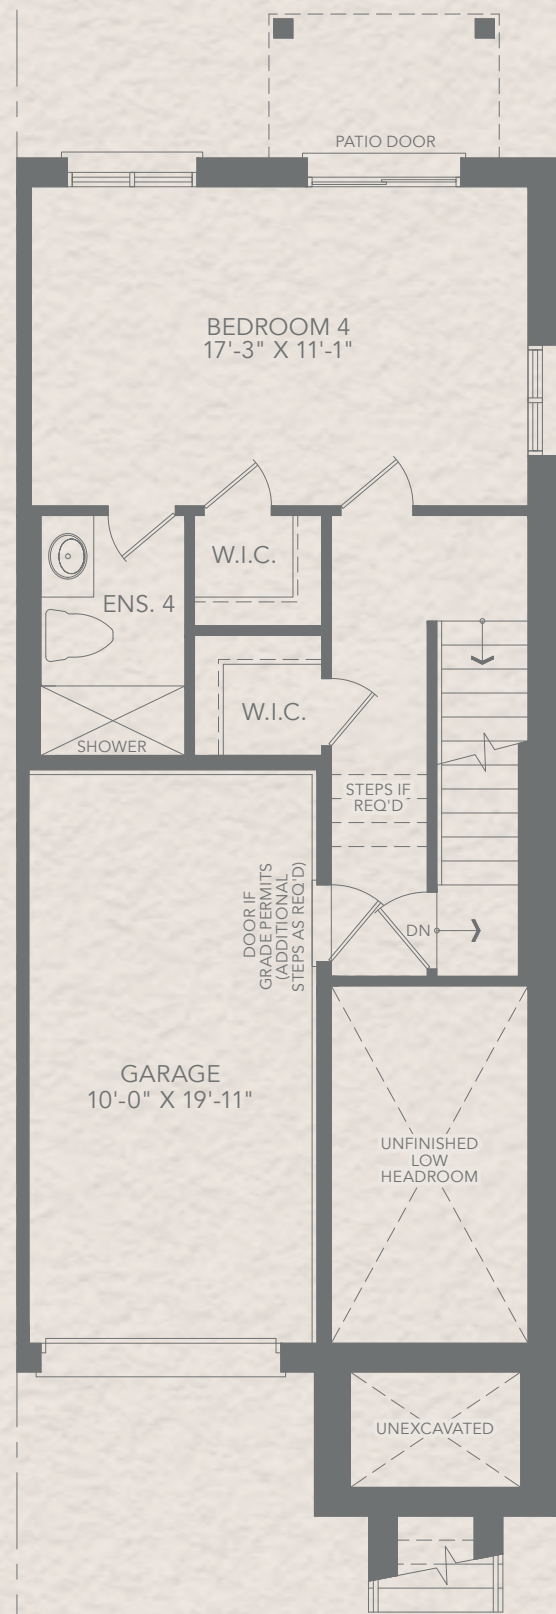 PATIO DOOR
BEDROOM 4
17'-3" X 11'-1"
W.I.C.
ENS. 4
W.I.C.
SHOWER
STEPS IF
REQ'D
DOOR IF
GRADE PERMITS
(ADDITIONAL
STEPS AS REQ'D)
DN
GARAGE
10'-0" X 19'-11"
UNFINISHED
LOW
HEADROOM
UNEXCAVATED